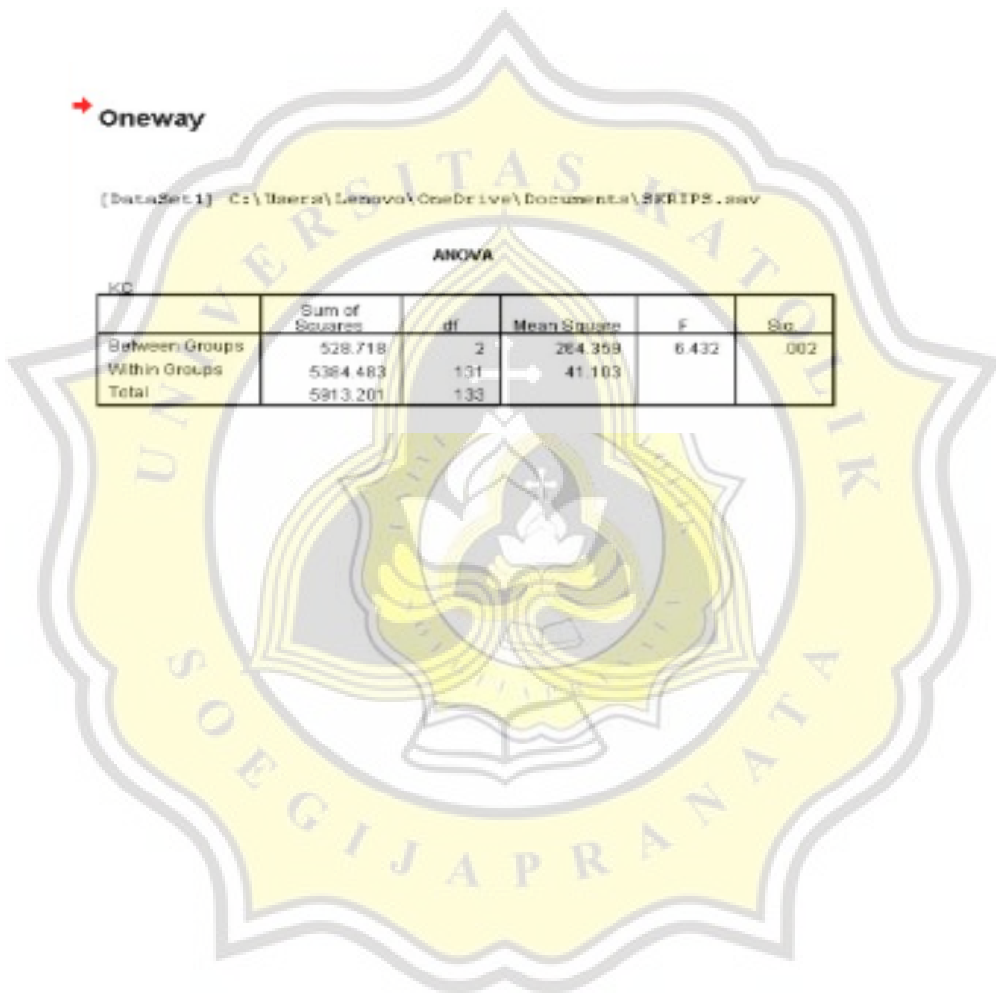 Oneway
[DataSet1] C:\Users\Lenovo\OneDrive\Documents\SKRIPS.sav
ANOVA
KC
Sum of Squares df Mean Square F Sig.
Between Groups 528.718 2 264.359 6.432 .002
Within Groups 5384.483 131 41.103
Total 5913.201 133
UNIVERSITAS KATOLIK
SOEGIJAPRANATA